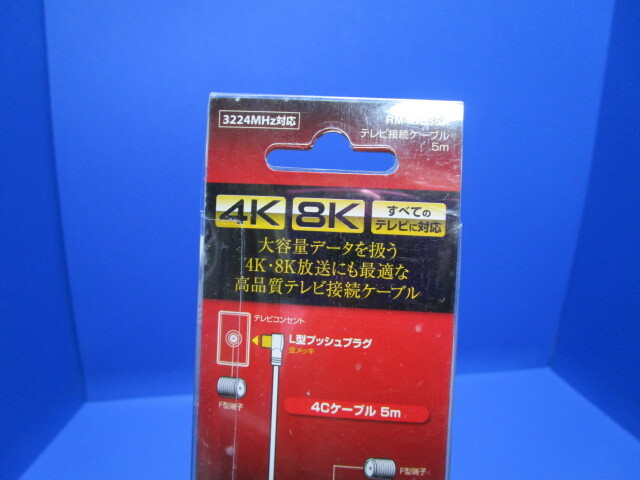 3224MHz対応
テレビ接続ケーブル
5m
4K 8K すべての
テレビに対応
大容量データを扱う
4K・8K放送にも最適な
高品質テレビ接続ケーブル
テレビコンセント
L型プッシュプラグ
金メッキ
F型端子
4Cケーブル 5m
F型端子